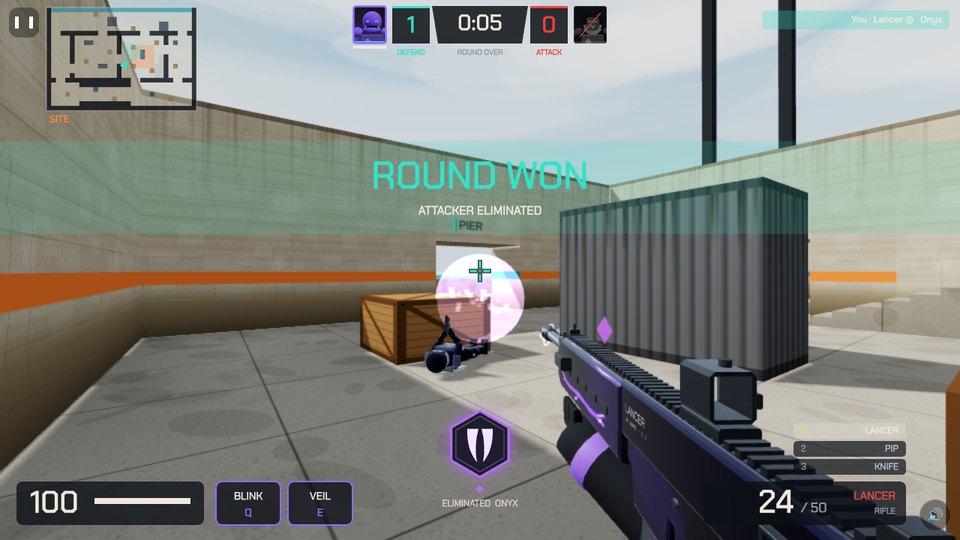 1
0:05
0
DEFEND
ROUND OVER
ATTACK
You Lancer Onyx
SITE
ROUND WON
ATTACKER ELIMINATED
PIER
LANCER
LANCER
2 PIP
3 KNIFE
100
BLINK
Q
VEIL
E
ELIMINATED ONYX
24 / 50
LANCER
RIFLE